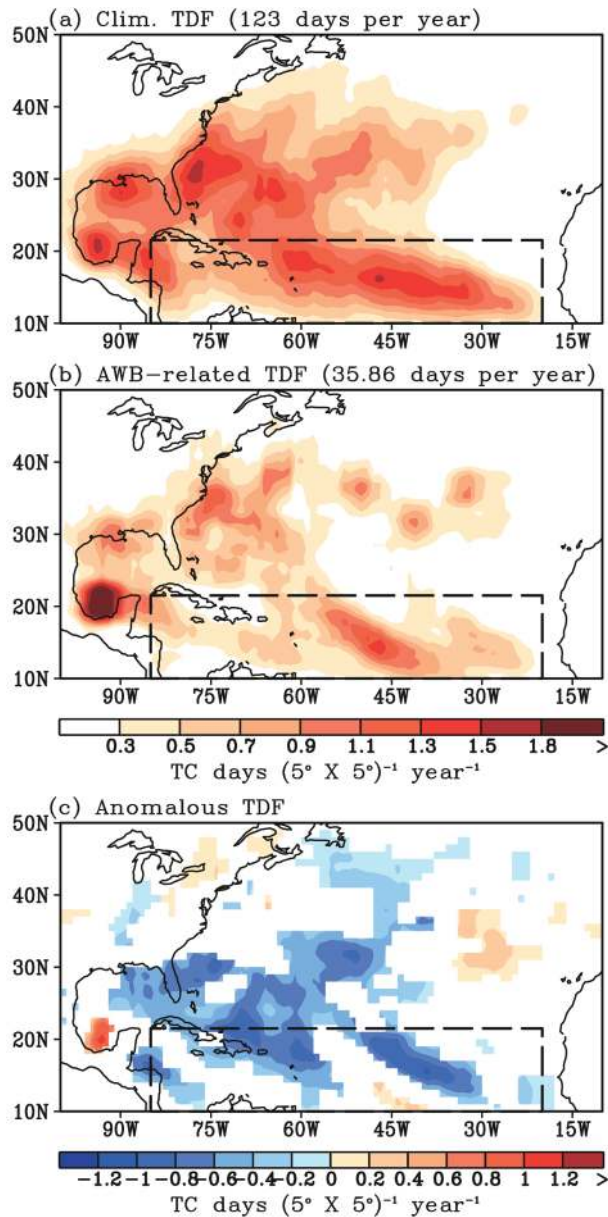 (a) Clim. TDF (123 days per year)
50N
40N
30N
20N
10N
90W 75W 60W 45W 30W 15W
(b) AWB-related TDF (35.86 days per year)
50N
40N
30N
20N
10N
90W 75W 60W 45W 30W 15W
0.3 0.5 0.7 0.9 1.1 1.3 1.5 1.8 >
TC days (5° X 5°)⁻¹ year⁻¹
(c) Anomalous TDF
50N
40N
30N
20N
10N
90W 75W 60W 45W 30W 15W
-1.2 -1 -0.8 -0.6 -0.4 -0.2 0 0.2 0.4 0.6 0.8 1 1.2 >
TC days (5° X 5°)⁻¹ year⁻¹